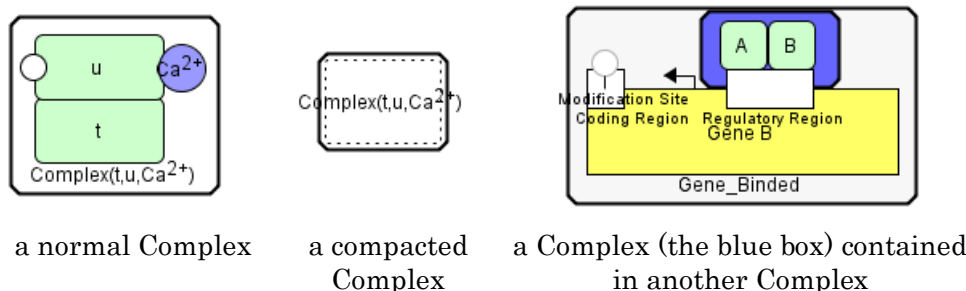 u
Ca2+
t
Complex(t,u,Ca2+)
a normal Complex
Complex(t,u,Ca2+)
a compacted
Complex
A B
Modification Site
Coding Region Regulatory Region
Gene B
Gene_Binded
a Complex (the blue box) contained
in another Complex